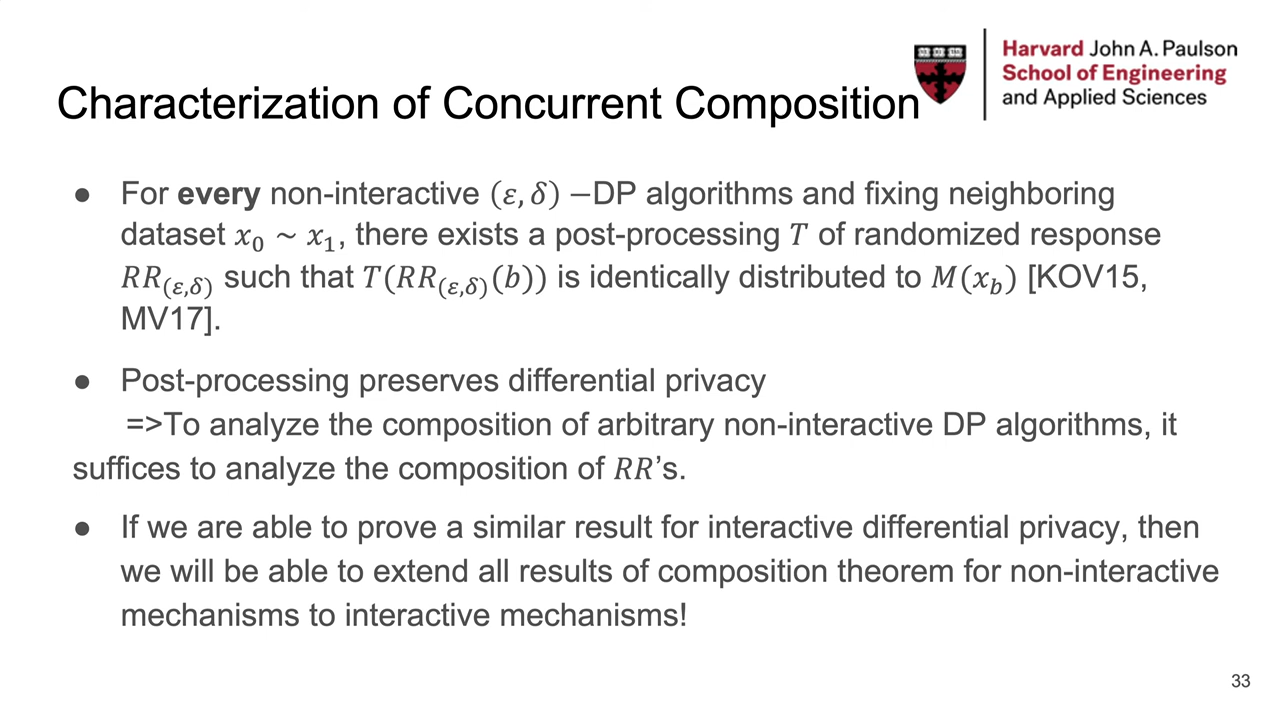 Harvard John A. Paulson
School of Engineering
and Applied Sciences
Characterization of Concurrent Composition
● For every non-interactive (𝜀, 𝛿) −DP algorithms and fixing neighboring
dataset 𝑥₀ ~ 𝑥₁, there exists a post-processing 𝑇 of randomized response
𝑅𝑅₍𝜀,𝛿₎ such that 𝑇(𝑅𝑅₍𝜀,𝛿₎(𝑏)) is identically distributed to 𝑀(𝑥_𝑏) [KOV15,
MV17].
● Post-processing preserves differential privacy
=>To analyze the composition of arbitrary non-interactive DP algorithms, it
suffices to analyze the composition of 𝑅𝑅’s.
● If we are able to prove a similar result for interactive differential privacy, then
we will be able to extend all results of composition theorem for non-interactive
mechanisms to interactive mechanisms!
33